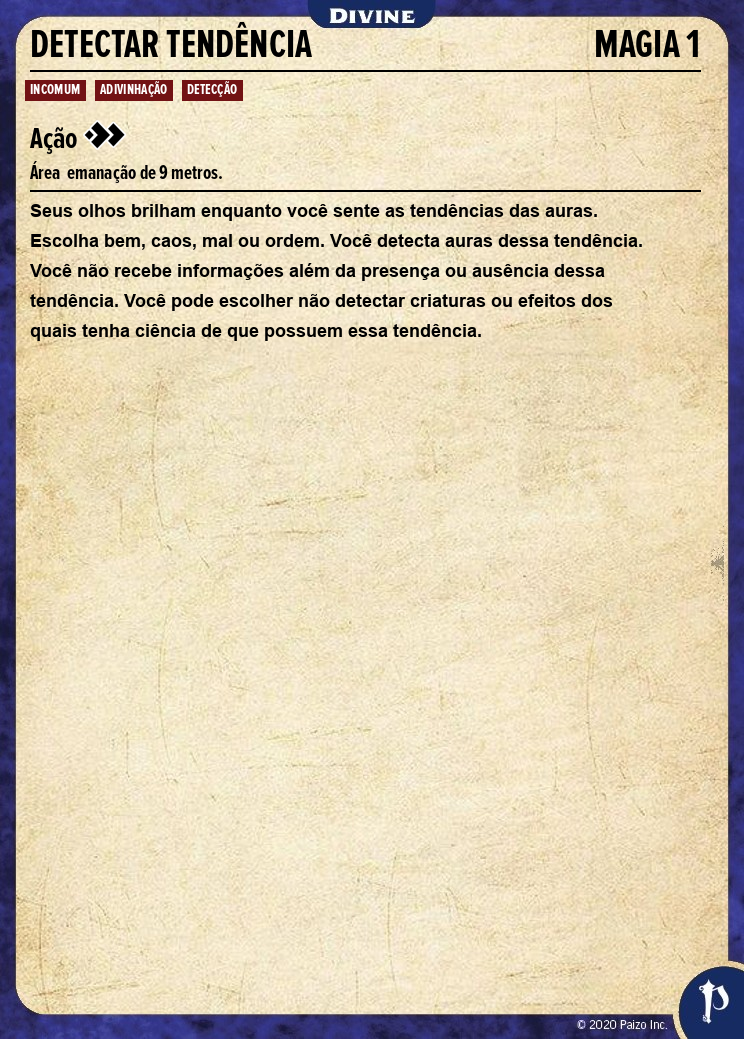 DIVINE
DETECTAR TENDÊNCIA MAGIA 1
INCOMUM ADIVINHAÇÃO DETECÇÃO
Ação
Área emanação de 9 metros.
Seus olhos brilham enquanto você sente as tendências das auras.
Escolha bem, caos, mal ou ordem. Você detecta auras dessa tendência.
Você não recebe informações além da presença ou ausência dessa
tendência. Você pode escolher não detectar criaturas ou efeitos dos
quais tenha ciência de que possuem essa tendência.
© 2020 Paizo Inc.
P